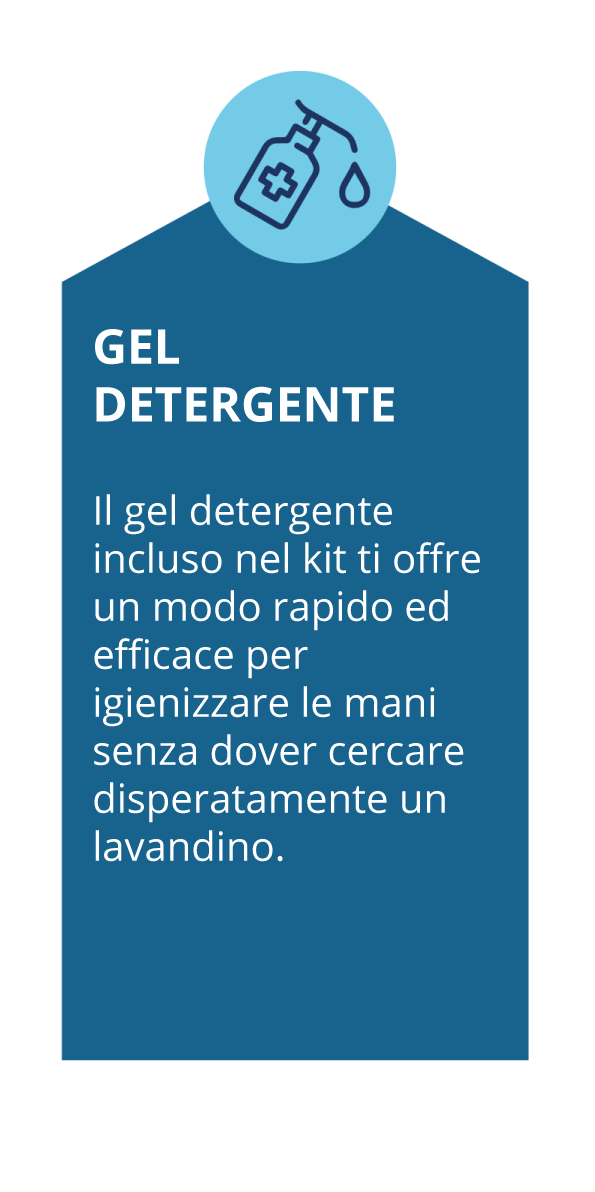 GEL
DETERGENTE
Il gel detergente
incluso nel kit ti offre
un modo rapido ed
efficace per
igienizzare le mani
senza dover cercare
disperatamente un
lavandino.